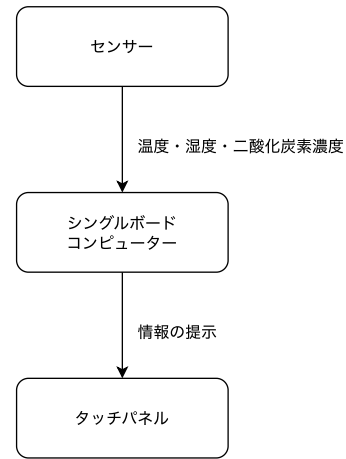 センサー
温度・湿度・二酸化炭素濃度
シングルボード
コンピューター
情報の提示
タッチパネル